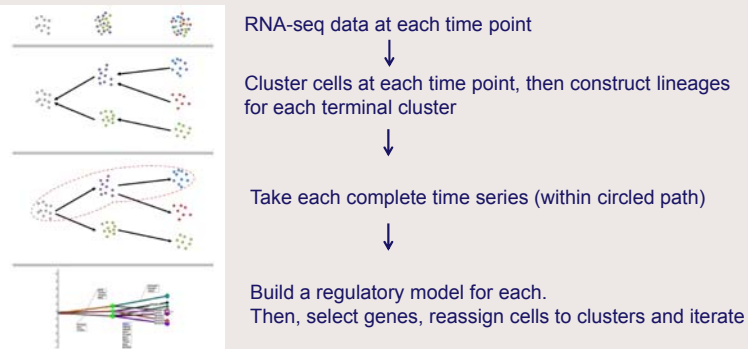 RNA-seq data at each time point
Cluster cells at each time point, then construct lineages
for each terminal cluster
Take each complete time series (within circled path)
Build a regulatory model for each.
Then, select genes, reassign cells to clusters and iterate